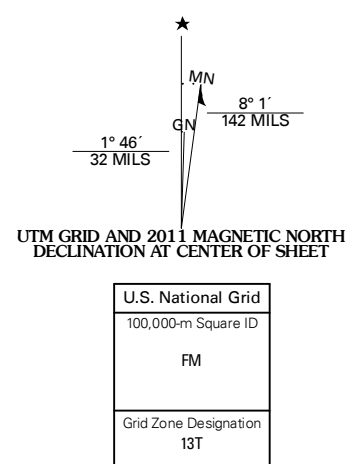 ★
MN
GN
8° 1´
142 MILS
1° 46´
32 MILS
UTM GRID AND 2011 MAGNETIC NORTH
DECLINATION AT CENTER OF SHEET
U.S. National Grid
100,000-m Square ID
FM
Grid Zone Designation
13T